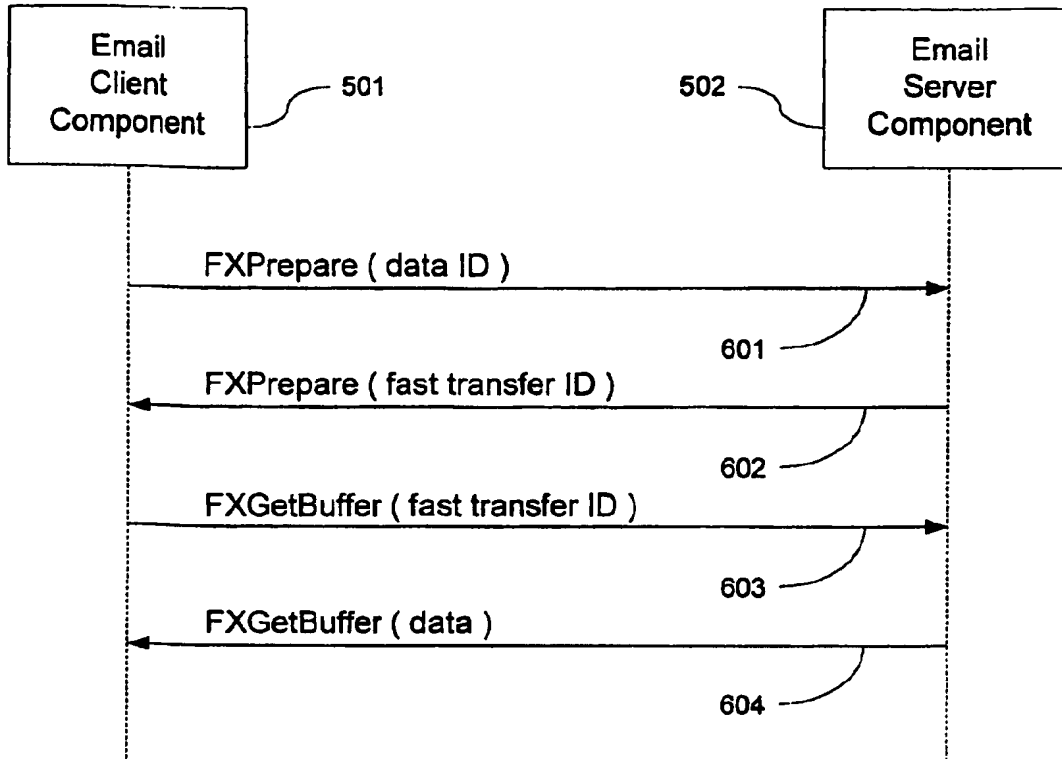 Email
Client
Component
501
502
Email
Server
Component
FXPrepare ( data ID )
601
FXPrepare ( fast transfer ID )
602
FXGetBuffer ( fast transfer ID )
603
FXGetBuffer ( data )
604